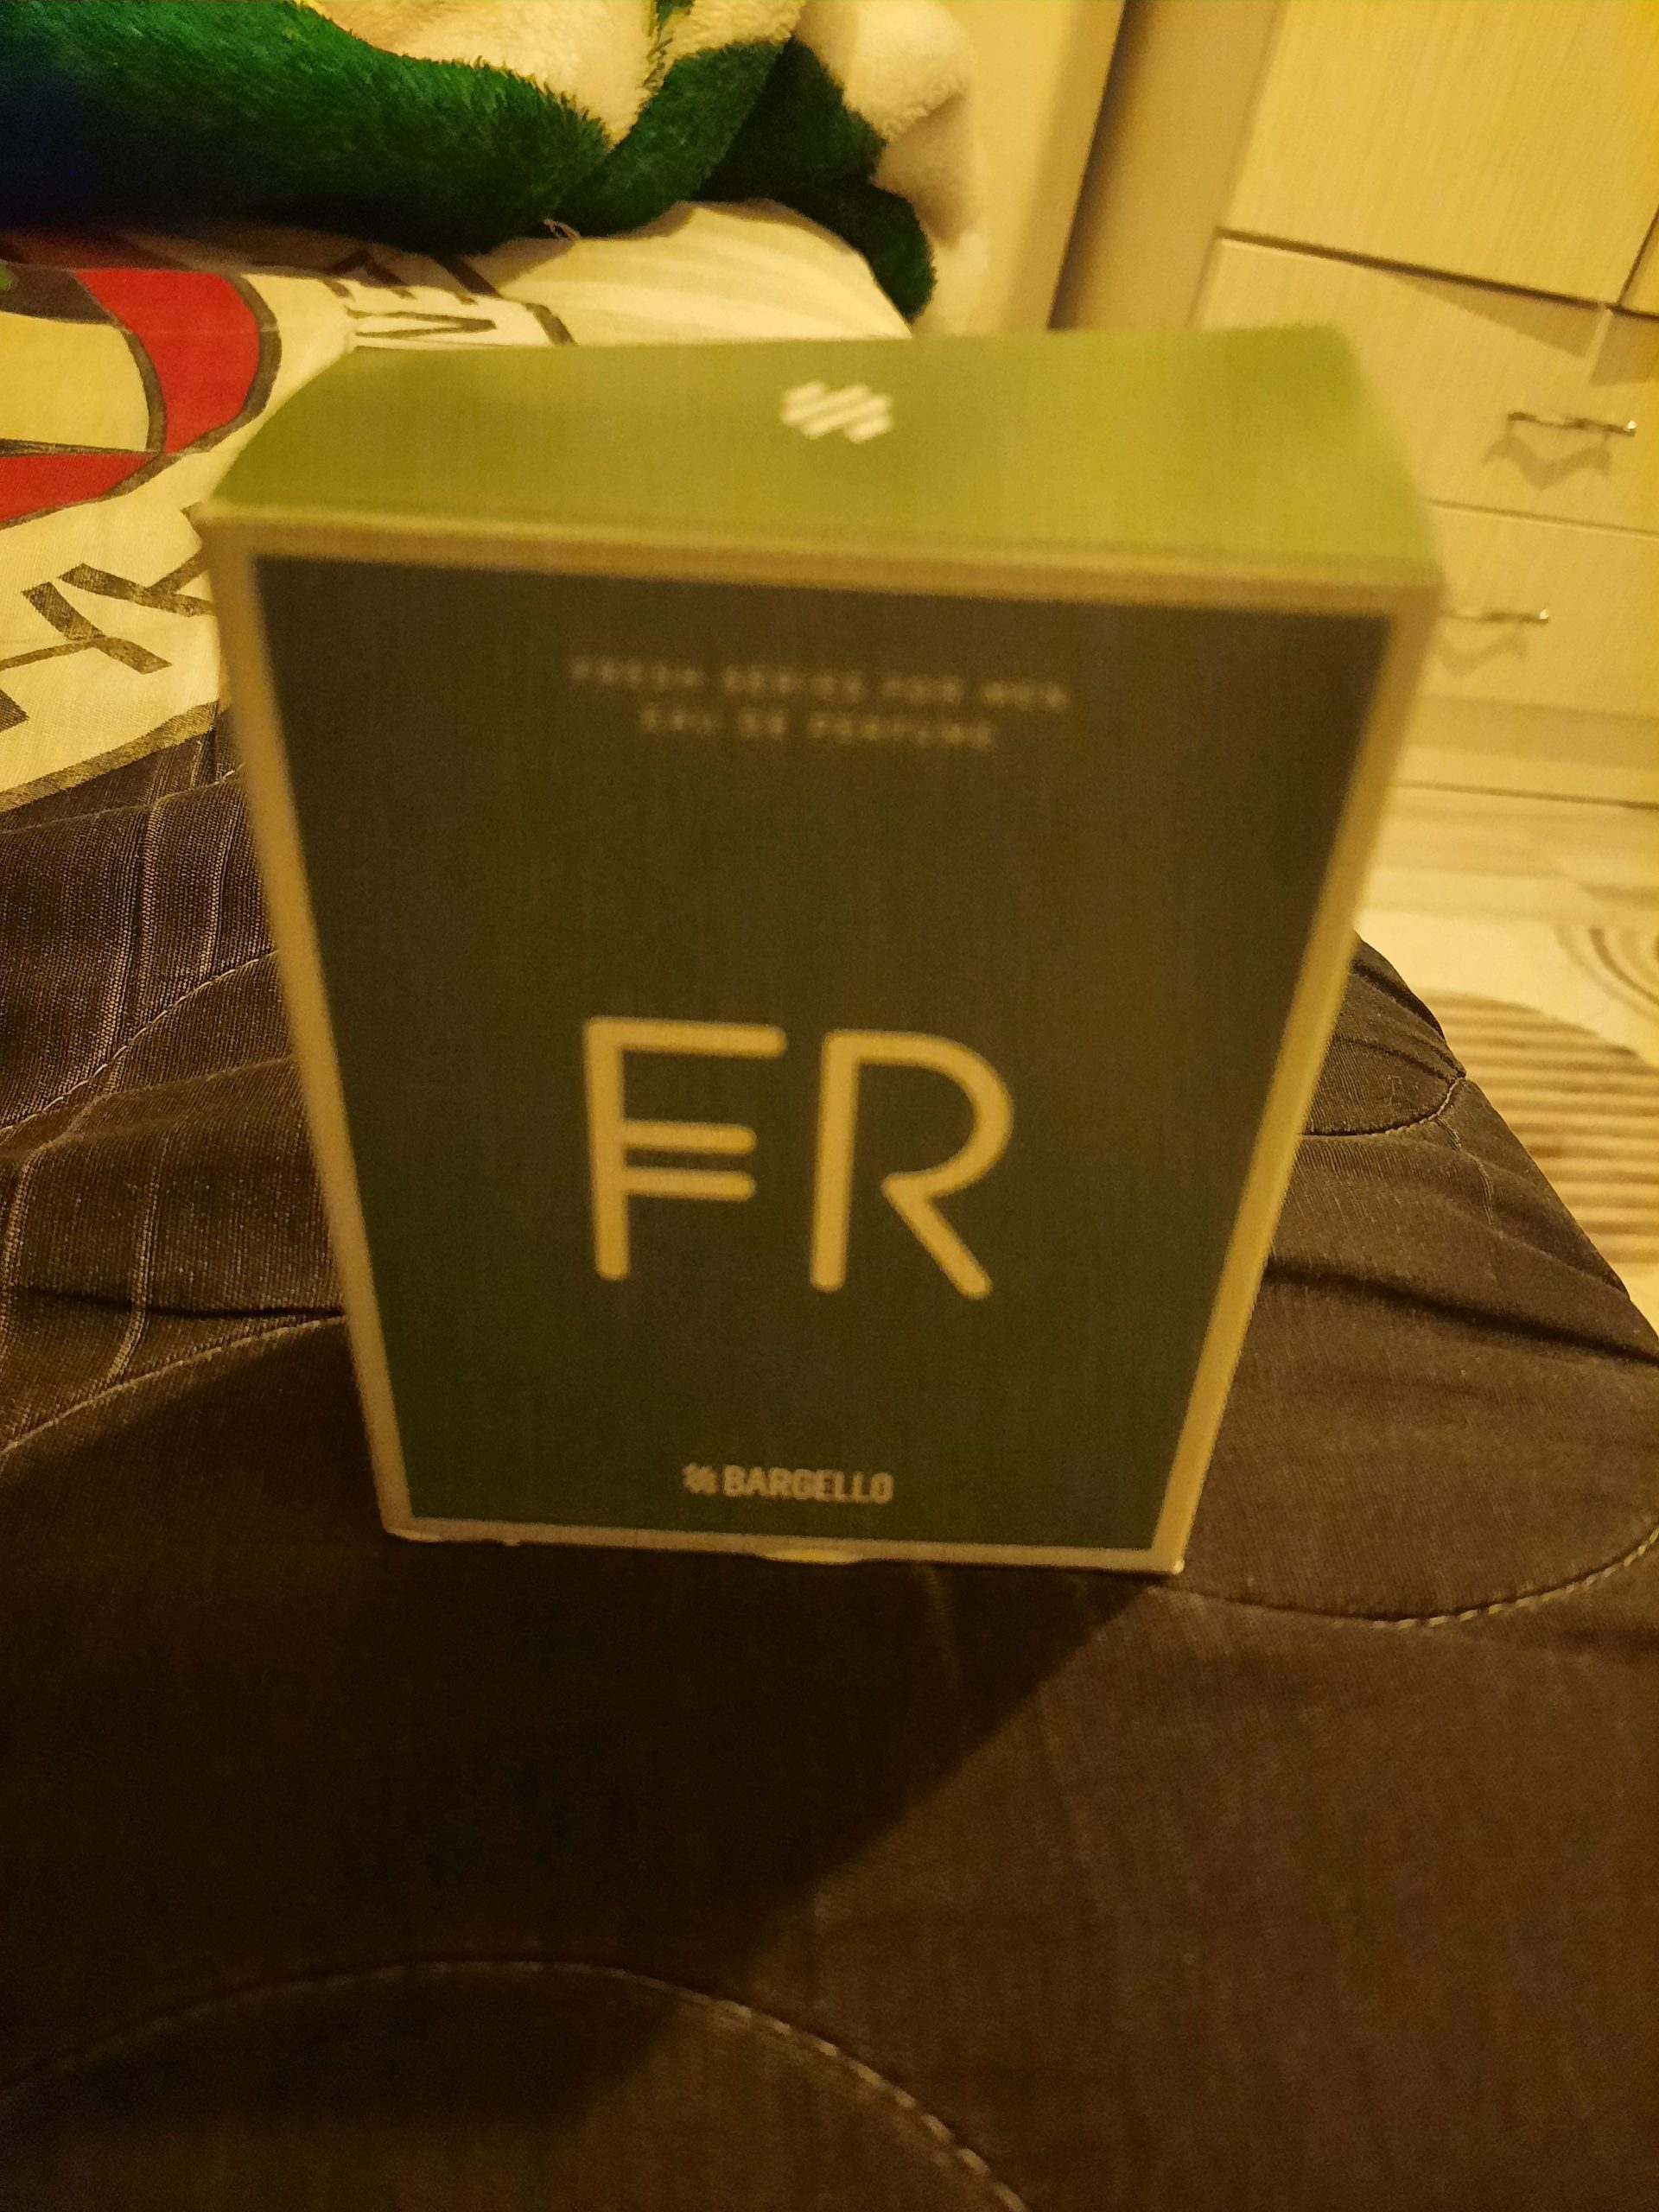 FRESH SERIES FOR MEN
EAU DE PERFUME
FR
BARGELLO